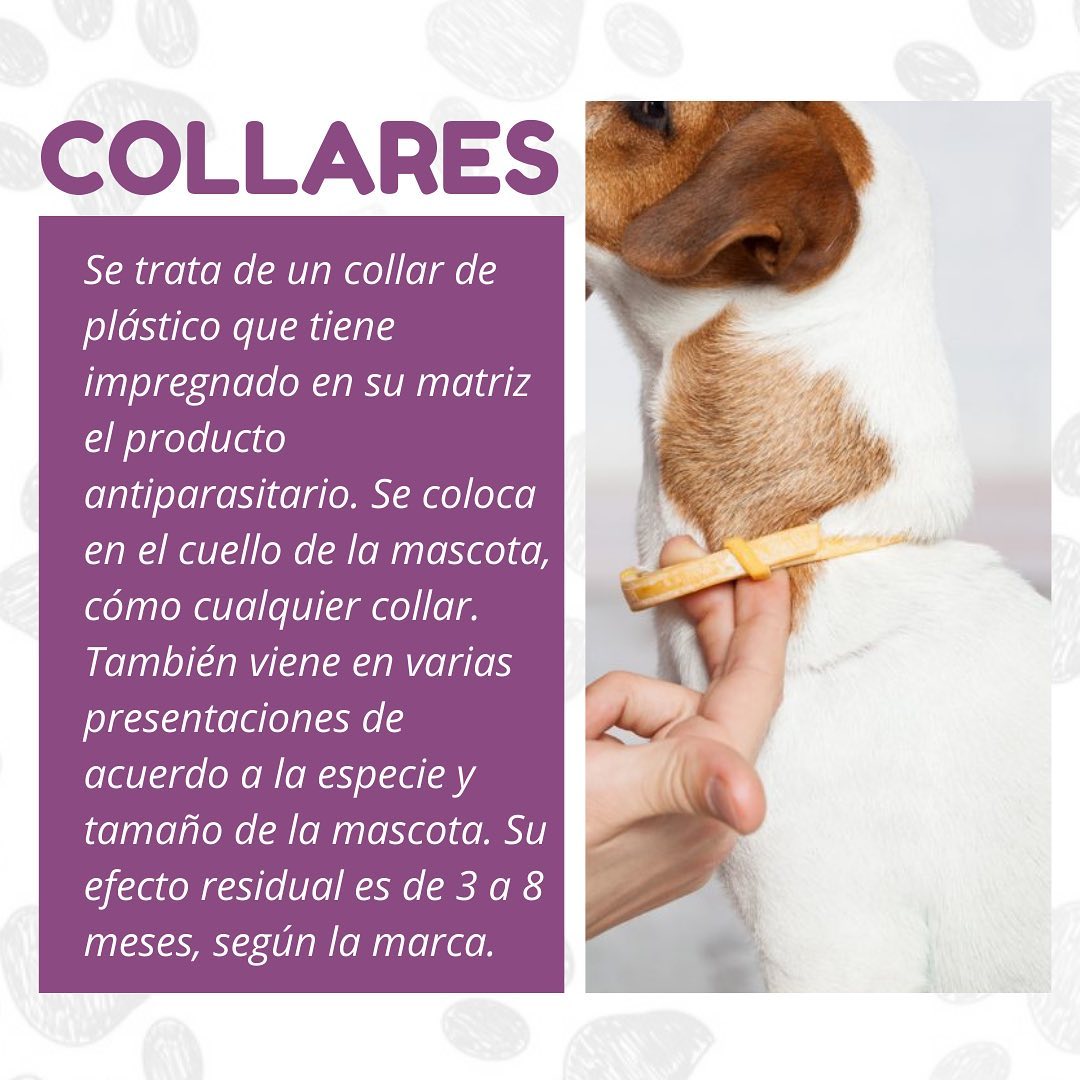 COLLARES
Se trata de un collar de
plástico que tiene
impregnado en su matriz
el producto
antiparasitario. Se coloca
en el cuello de la mascota,
cómo cualquier collar.
También viene en varias
presentaciones de
acuerdo a la especie y
tamaño de la mascota. Su
efecto residual es de 3 a 8
meses, según la marca.